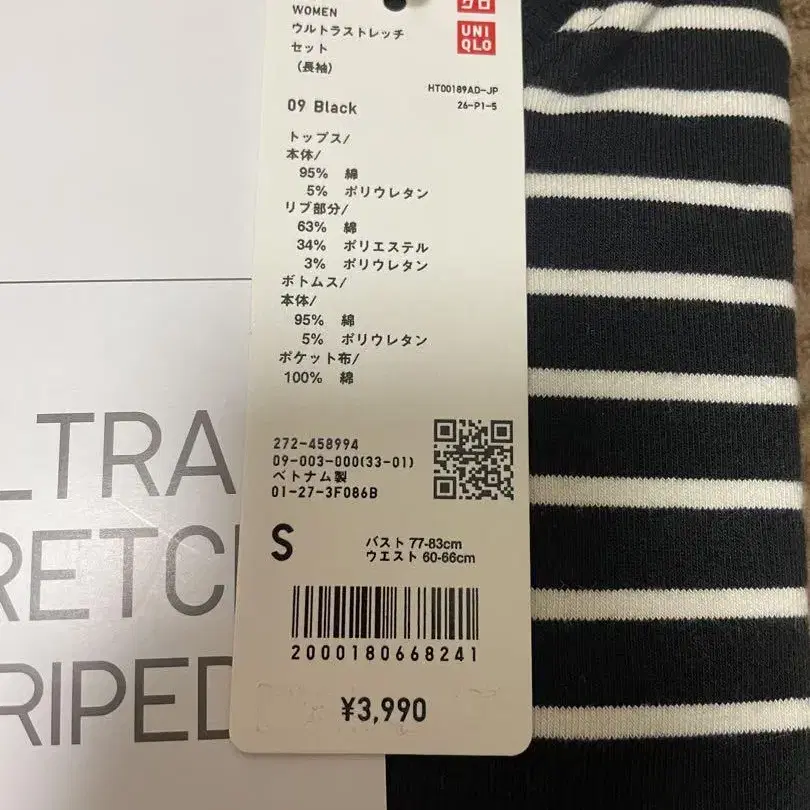 WOMEN
ウルトラストレッチ
セット
(長袖)
クロ
UNI
QLO
HT00189AD-JP
26-P1-5
09 Black
トップス/
本体/
95% 綿
5% ポリウレタン
リブ部分/
63% 綿
34% ポリエステル
3% ポリウレタン
ボトムス/
本体/
95% 綿
5% ポリウレタン
ポケット布/
100% 綿
272-458994
09-003-000(33-01)
ベトナム製
01-27-3F086B
S
バスト 77-83cm
ウエスト 60-66cm
2000180668241
¥3,990
LTRA
RETC
RIPED